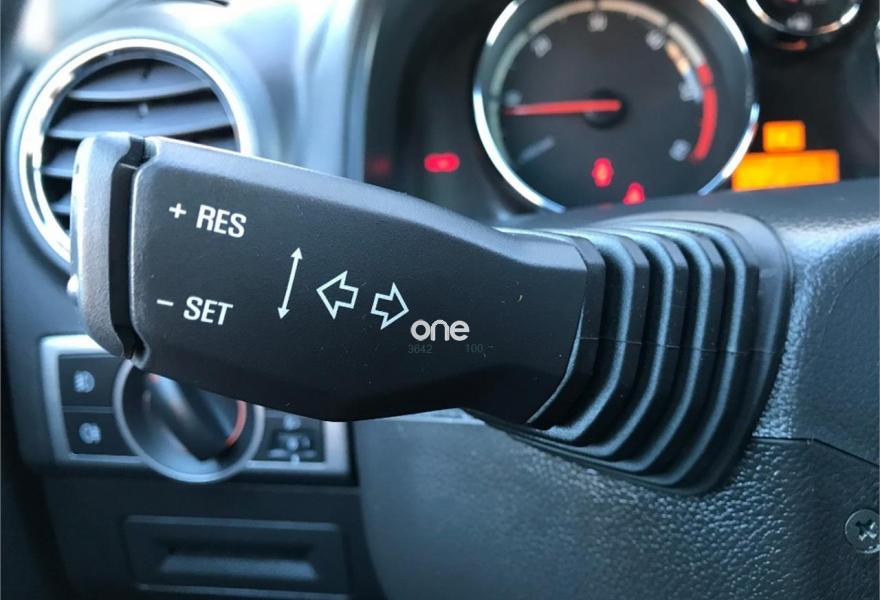 + RES
- SET
one
3642 100